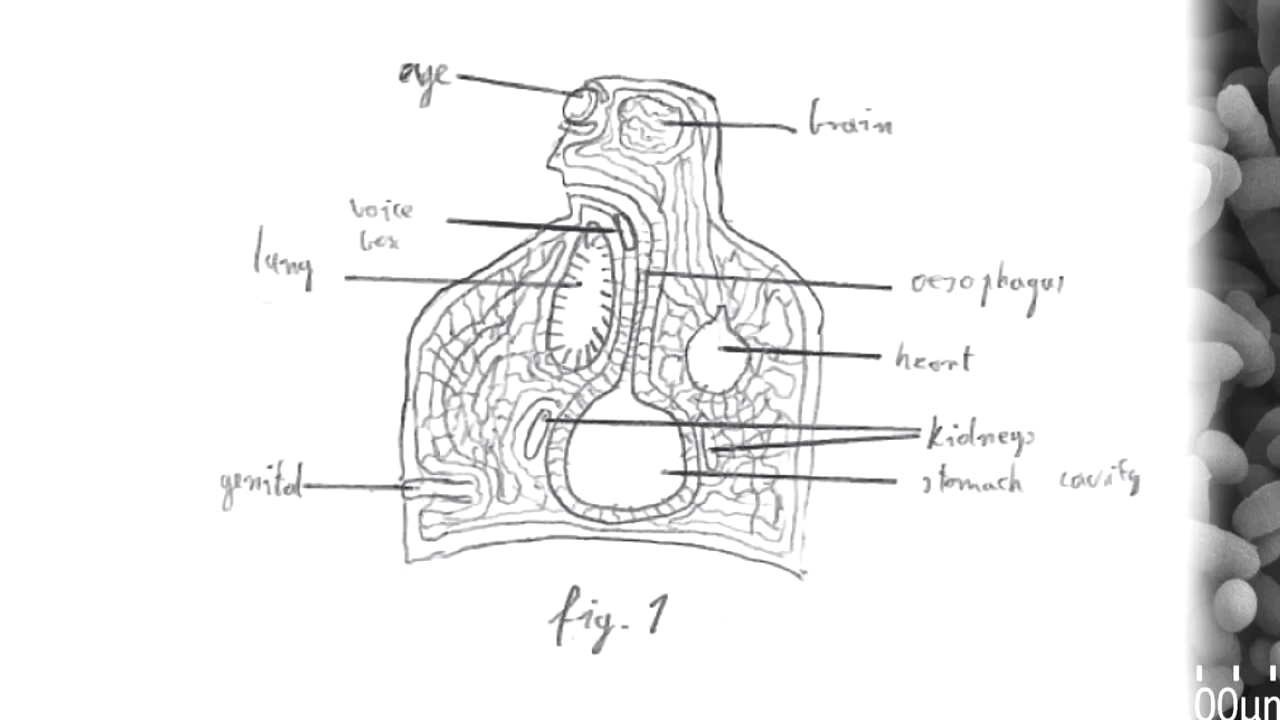 eye
brain
voice
box
lung
oesophagus
heart
kidneys
genital
stomach cavity
fig. 1
00um